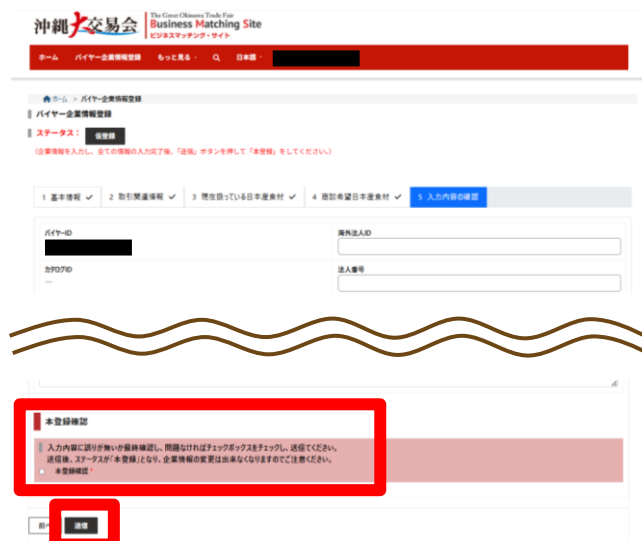 沖縄大交易会
The Great Okinawa Trade Fair
Business Matching Site
ビジネスマッチング・サイト
ホーム バイヤー企業情報登録 もっと見る 日本語
ホーム > バイヤー企業情報登録
バイヤー企業情報登録
ステータス： 仮登録
(企業情報を入力し、全ての情報の入力完了後、「送信」ボタンを押して「本登録」をしてください。)
1 基本情報 ✓ 2 取引関連情報 ✓ 3 現在扱っている日本産食材 ✓ 4 商談希望日本産食材 ✓ 5 入力内容の確認
バイヤーID 海外法人ID
カタログID 法人番号
—
本登録確認
入力内容に誤りが無いか最終確認し、問題なければチェックボックスをチェックし、送信てください。
送信後、ステータスが「本登録」となり、企業情報の変更は出来なくなりますのでご注意ください。
本登録確認 *
前へ 送信